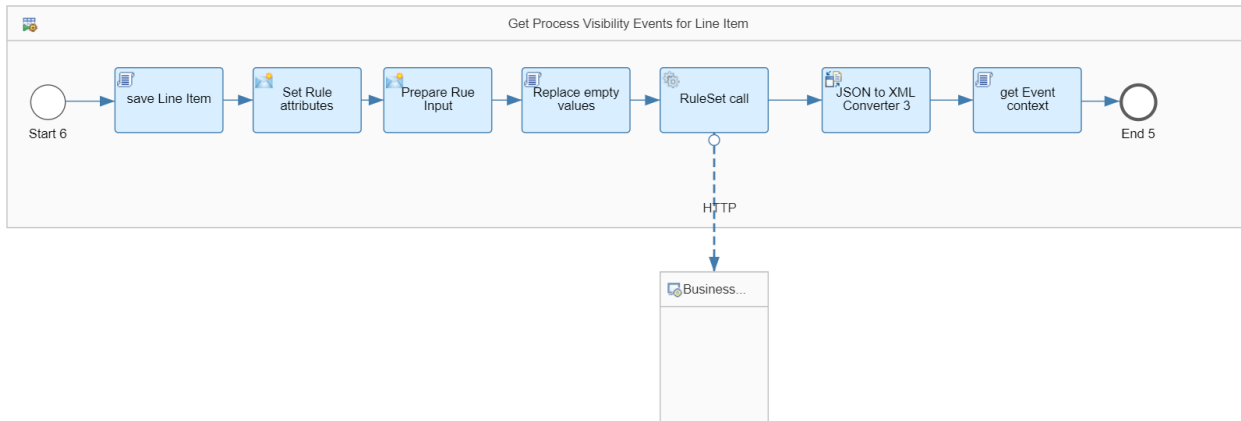 Get Process Visibility Events for Line Item
Start 6
save Line Item
Set Rule
attributes
Prepare Rue
Input
Replace empty
values
RuleSet call
JSON to XML
Converter 3
get Event
context
End 5
HTTP
Business...